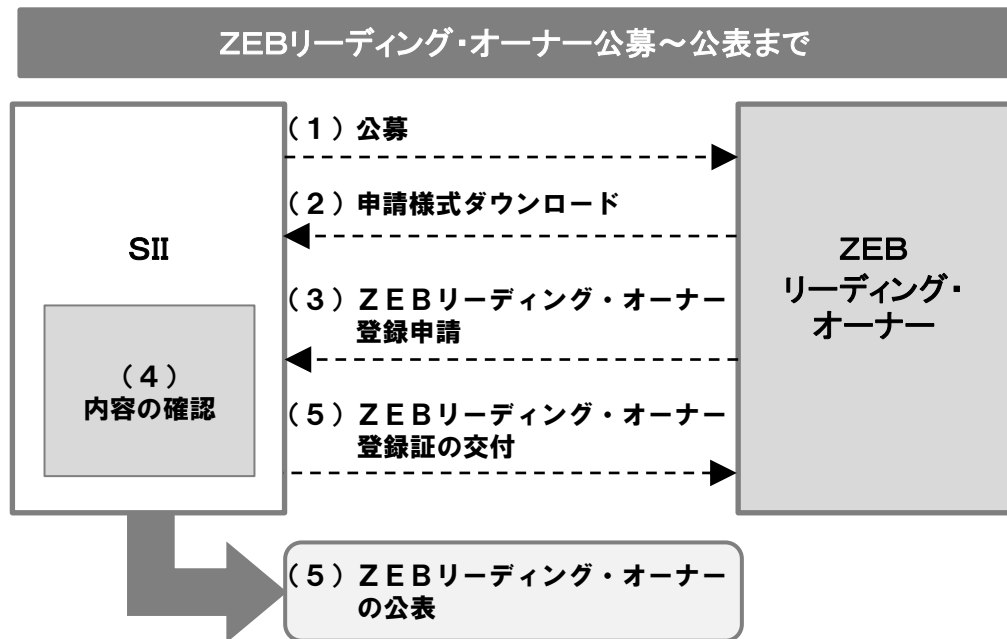 ZEBリーディング・オーナー公募～公表まで
SII
（１）公募
（２）申請様式ダウンロード
（３）ＺＥＢリーディング・オーナー
登録申請
（４）
内容の確認
（５）ＺＥＢリーディング・オーナー
登録証の交付
ZEB
リーディング・
オーナー
（５）ＺＥＢリーディング・オーナー
の公表